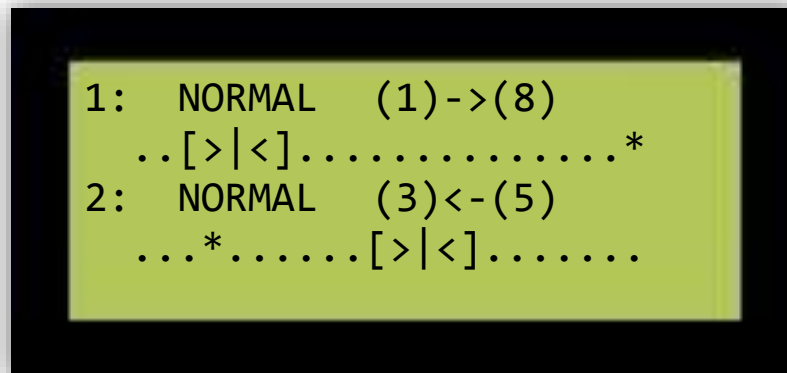 1:  NORMAL  (1)->(8)
..[>|<]..............*
2:  NORMAL  (3)<-(5)
...*......[>|<].......